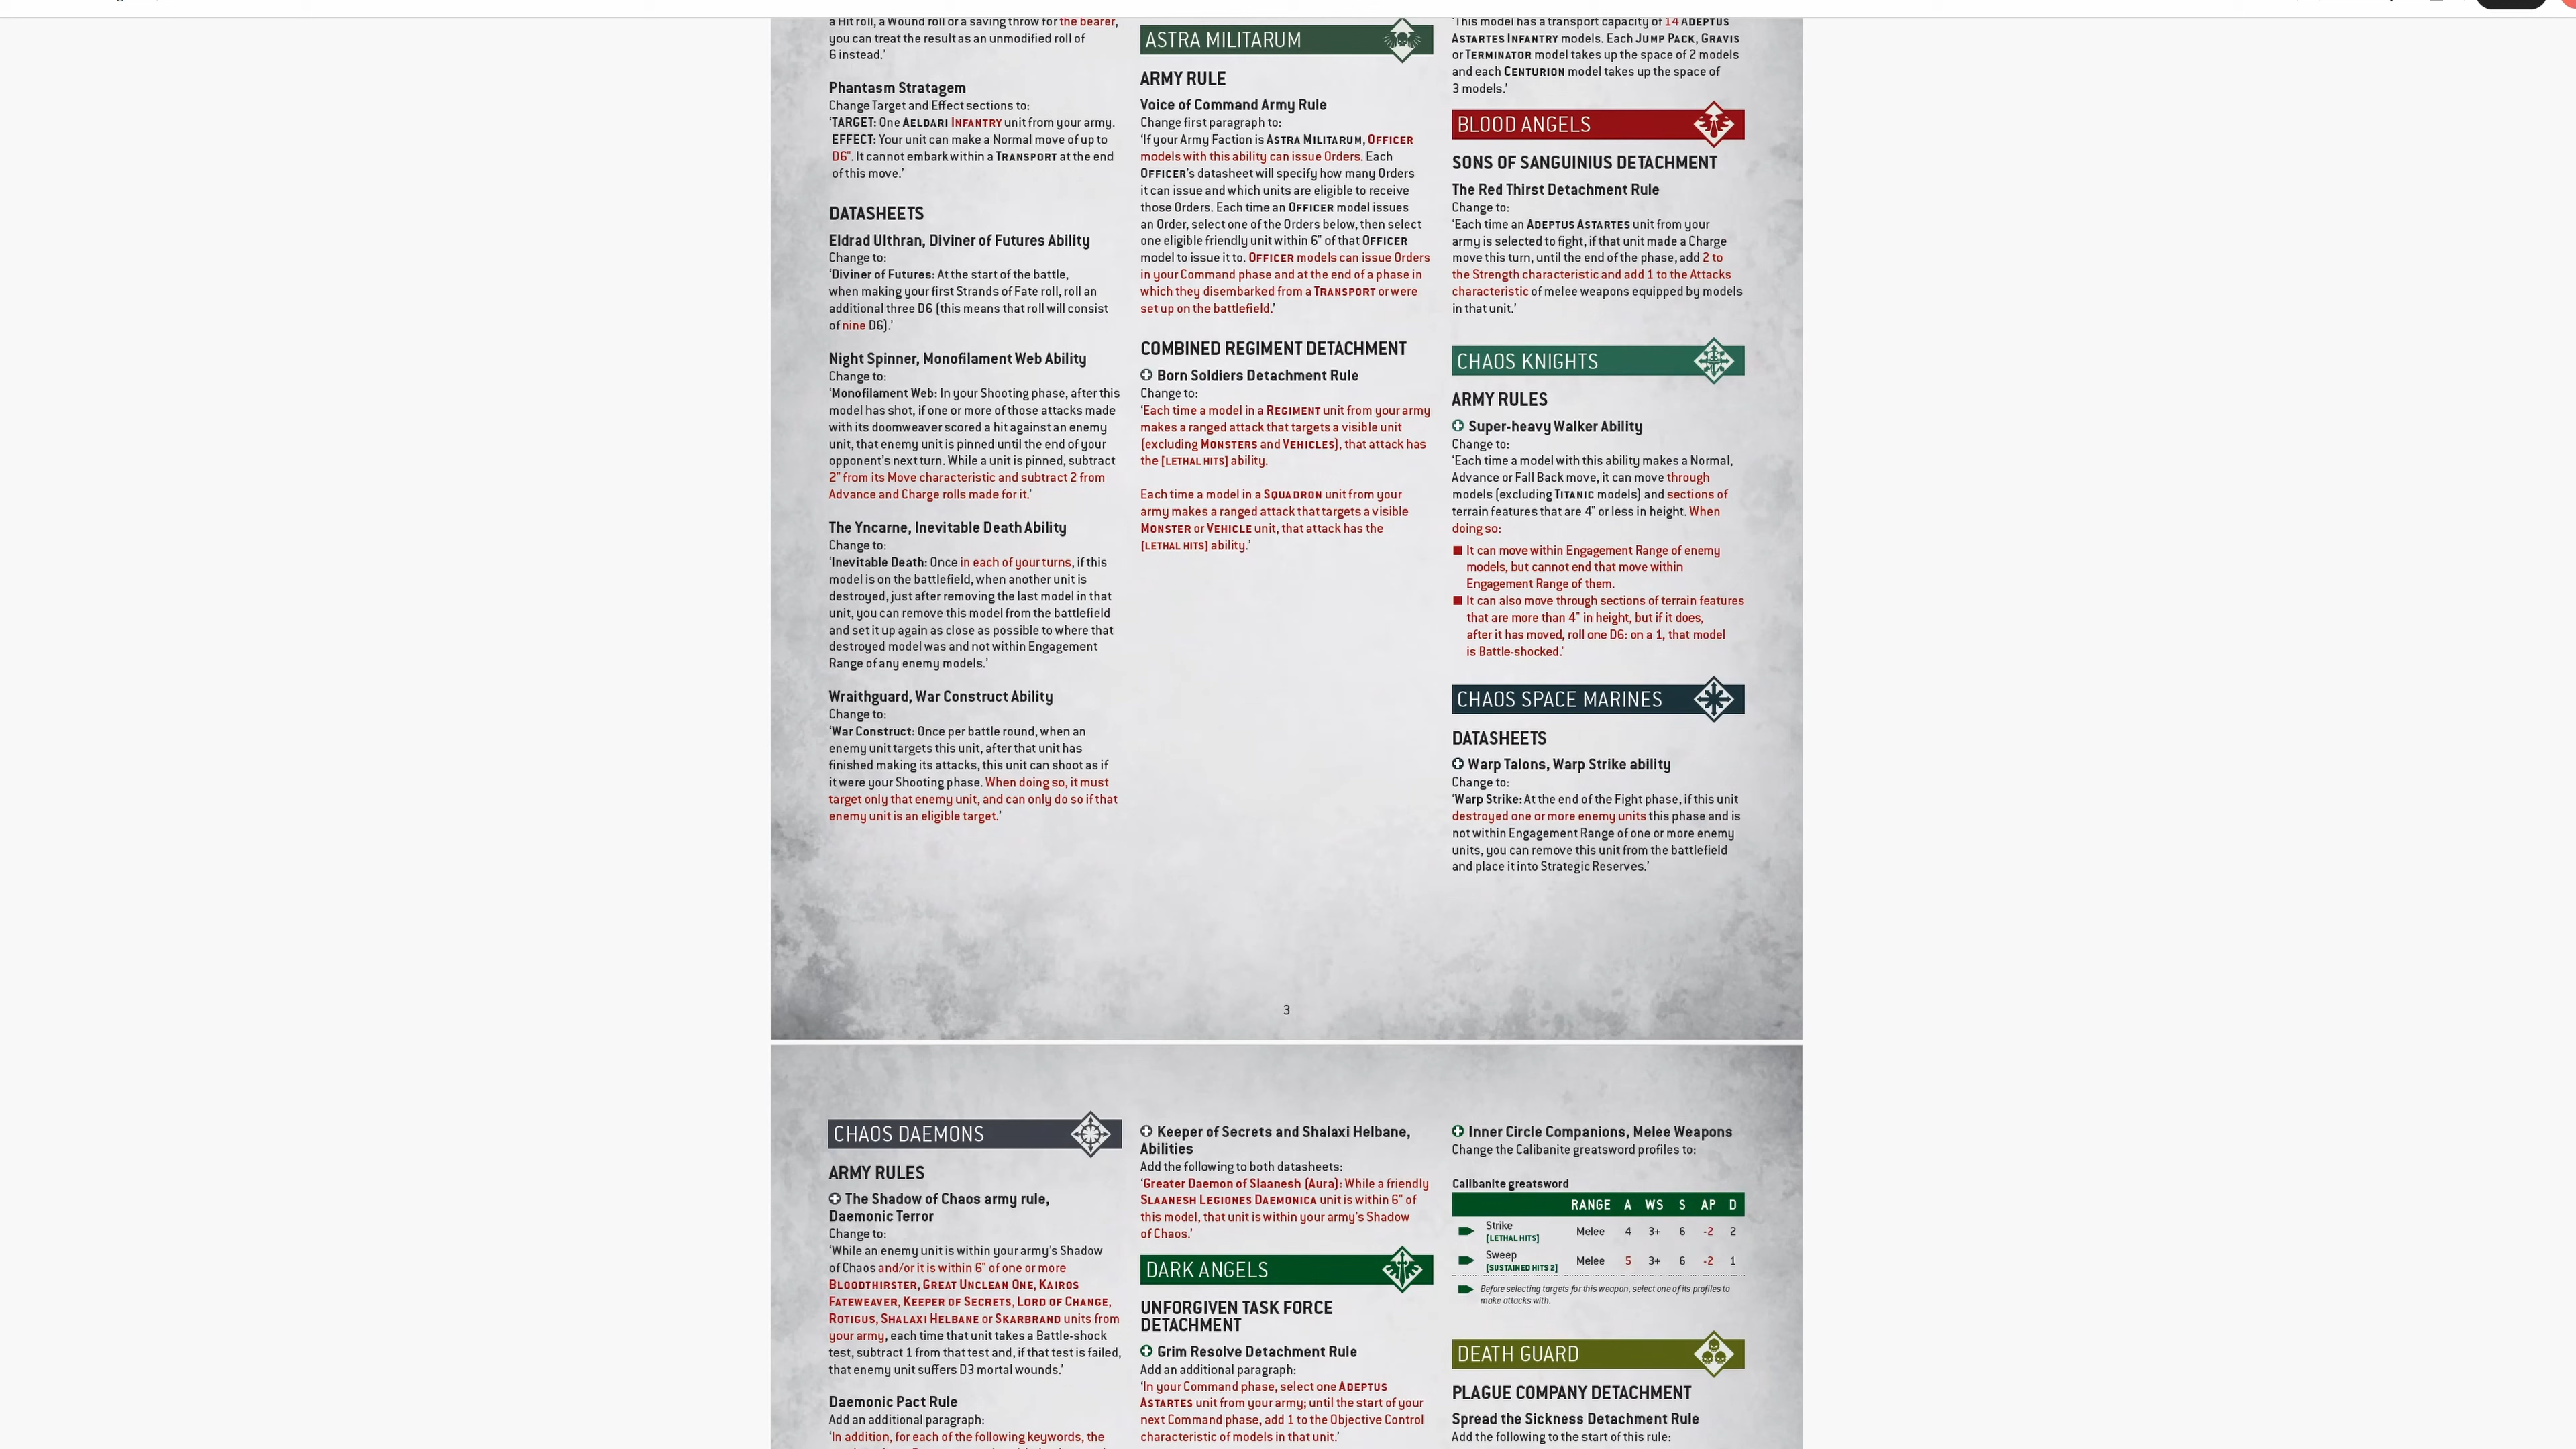 a Hit roll, a Wound roll or a saving throw for the bearer,
you can treat the result as an unmodified roll of
6 instead.’
Phantasm Stratagem
Change Target and Effect sections to:
‘TARGET: One AELDARI INFANTRY unit from your army.
EFFECT: Your unit can make a Normal move of up to
D6". It cannot embark within a TRANSPORT at the end
of this move.’
DATASHEETS
Eldrad Ulthran, Diviner of Futures Ability
Change to:
‘Diviner of Futures: At the start of the battle,
when making your first Strands of Fate roll, roll an
additional three D6 (this means that roll will consist
of nine D6).’
Night Spinner, Monofilament Web Ability
Change to:
‘Monofilament Web: In your Shooting phase, after this
model has shot, if one or more of those attacks made
with its doomweaver scored a hit against an enemy
unit, that enemy unit is pinned until the end of your
opponent’s next turn. While a unit is pinned, subtract
2" from its Move characteristic and subtract 2 from
Advance and Charge rolls made for it.’
The Yncarne, Inevitable Death Ability
Change to:
‘Inevitable Death: Once in each of your turns, if this
model is on the battlefield, when another unit is
destroyed, just after removing the last model in that
unit, you can remove this model from the battlefield
and set it up again as close as possible to where that
destroyed model was and not within Engagement
Range of any enemy models.’
Wraithguard, War Construct Ability
Change to:
‘War Construct: Once per battle round, when an
enemy unit targets this unit, after that unit has
finished making its attacks, this unit can shoot as if
it were your Shooting phase. When doing so, it must
target only that enemy unit, and can only do so if that
enemy unit is an eligible target.’
ASTRA MILITARUM
ARMY RULE
Voice of Command Army Rule
Change first paragraph to:
‘If your Army Faction is ASTRA MILITARUM, OFFICER
models with this ability can issue Orders. Each
OFFICER’s datasheet will specify how many Orders
it can issue and which units are eligible to receive
those Orders. Each time an OFFICER model issues
an Order, select one of the Orders below, then select
one eligible friendly unit within 6" of that OFFICER
model to issue it to. OFFICER models can issue Orders
in your Command phase and at the end of a phase in
which they disembarked from a TRANSPORT or were
set up on the battlefield.’
COMBINED REGIMENT DETACHMENT
Born Soldiers Detachment Rule
Change to:
‘Each time a model in a REGIMENT unit from your army
makes a ranged attack that targets a visible unit
(excluding MONSTERS and VEHICLES), that attack has
the [LETHAL HITS] ability.
Each time a model in a SQUADRON unit from your
army makes a ranged attack that targets a visible
MONSTER or VEHICLE unit, that attack has the
[LETHAL HITS] ability.’
‘This model has a transport capacity of 14 ADEPTUS
ASTARTES INFANTRY models. Each JUMP PACK, GRAVIS
or TERMINATOR model takes up the space of 2 models
and each CENTURION model takes up the space of
3 models.’
BLOOD ANGELS
SONS OF SANGUINIUS DETACHMENT
The Red Thirst Detachment Rule
Change to:
‘Each time an ADEPTUS ASTARTES unit from your
army is selected to fight, if that unit made a Charge
move this turn, until the end of the phase, add 2 to
the Strength characteristic and add 1 to the Attacks
characteristic of melee weapons equipped by models
in that unit.’
CHAOS KNIGHTS
ARMY RULES
Super-heavy Walker Ability
Change to:
‘Each time a model with this ability makes a Normal,
Advance or Fall Back move, it can move through
models (excluding TITANIC models) and sections of
terrain features that are 4" or less in height. When
doing so:
It can move within Engagement Range of enemy
models, but cannot end that move within
Engagement Range of them.
It can also move through sections of terrain features
that are more than 4" in height, but if it does,
after it has moved, roll one D6: on a 1, that model
is Battle-shocked.’
CHAOS SPACE MARINES
DATASHEETS
Warp Talons, Warp Strike ability
Change to:
‘Warp Strike: At the end of the Fight phase, if this unit
destroyed one or more enemy units this phase and is
not within Engagement Range of one or more enemy
units, you can remove this unit from the battlefield
and place it into Strategic Reserves.’
3
CHAOS DAEMONS
ARMY RULES
The Shadow of Chaos army rule,
Daemonic Terror
Change to:
‘While an enemy unit is within your army’s Shadow
of Chaos and/or it is within 6" of one or more
BLOODTHIRSTER, GREAT UNCLEAN ONE, KAIROS
FATEWEAVER, KEEPER OF SECRETS, LORD OF CHANGE,
ROTIGUS, SHALAXI HELBANE or SKARBRAND units from
your army, each time that unit takes a Battle-shock
test, subtract 1 from that test and, if that test is failed,
that enemy unit suffers D3 mortal wounds.’
Daemonic Pact Rule
Add an additional paragraph:
‘In addition, for each of the following keywords, the
Keeper of Secrets and Shalaxi Helbane,
Abilities
Add the following to both datasheets:
‘Greater Daemon of Slaanesh (Aura): While a friendly
SLAANESH LEGIONES DAEMONICA unit is within 6" of
this model, that unit is within your army’s Shadow
of Chaos.’
DARK ANGELS
UNFORGIVEN TASK FORCE
DETACHMENT
Grim Resolve Detachment Rule
Add an additional paragraph:
‘In your Command phase, select one ADEPTUS
ASTARTES unit from your army; until the start of your
next Command phase, add 1 to the Objective Control
characteristic of models in that unit.’
Inner Circle Companions, Melee Weapons
Change the Calibanite greatsword profiles to:
Calibanite greatsword
RANGE A WS S AP D
Strike Melee 4 3+ 6 -2 2
[LETHAL HITS]
Sweep Melee 5 3+ 6 -2 1
[SUSTAINED HITS 2]
Before selecting targets for this weapon, select one of its profiles to
make attacks with.
DEATH GUARD
PLAGUE COMPANY DETACHMENT
Spread the Sickness Detachment Rule
Add the following to the start of this rule: